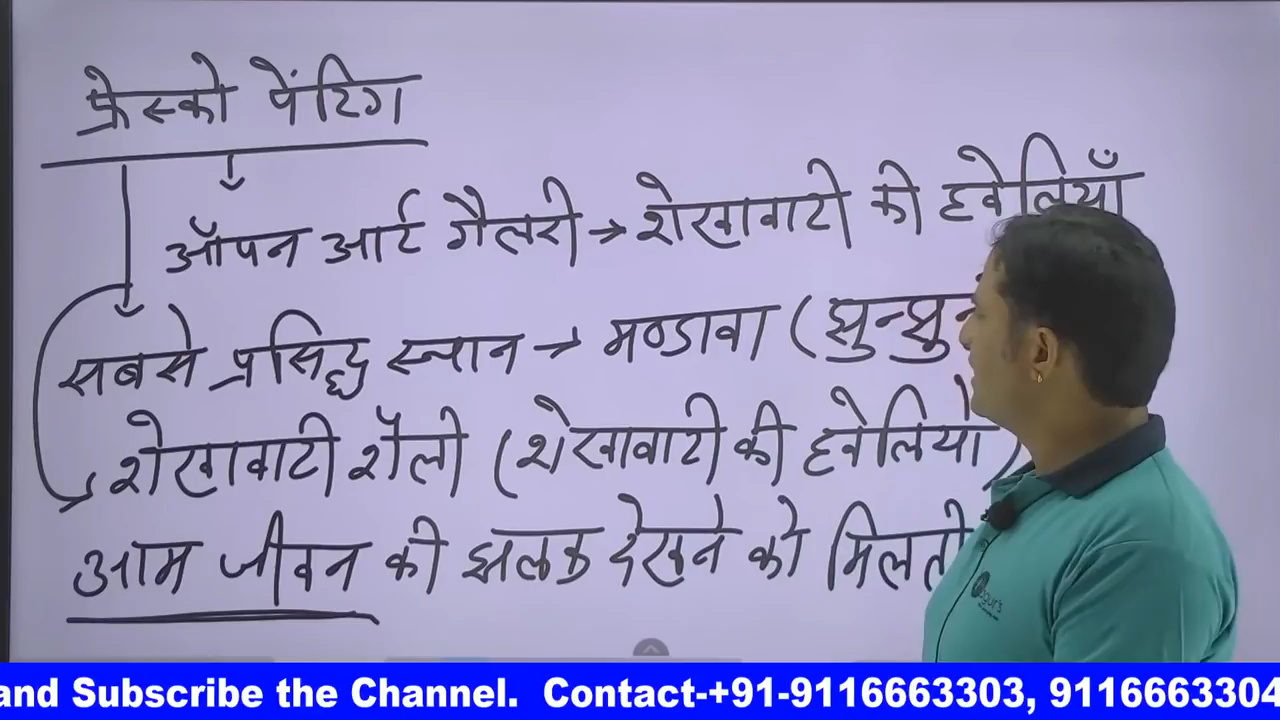 फ्रेस्को पेंटिग
ऑपन आर्ट गैलरी → शेखावाटी की हवेलियाँ
सबसे प्रसिद्ध स्थान → मण्डावा (झुन्झुन
शेखावाटी शैली (शेखावाटी की हवेलियो)
आम जीवन की झलक देखने को मिलती
and Subscribe the Channel. Contact-+91-9116663303, 9116663304